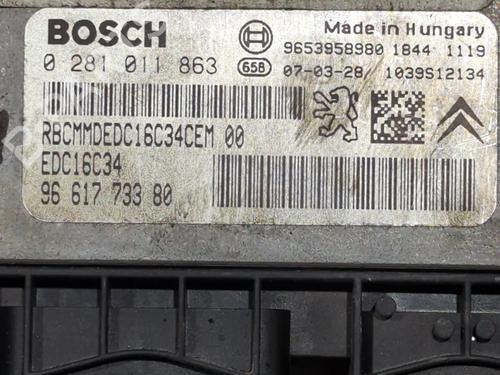 BOSCH
Made in Hungary
9653958980 1844 1119
0 281 011 863
658
07-03-28 1039S12134
RBCMMDEDC16C34CEM 00
EDC16C34
96 617 733 80